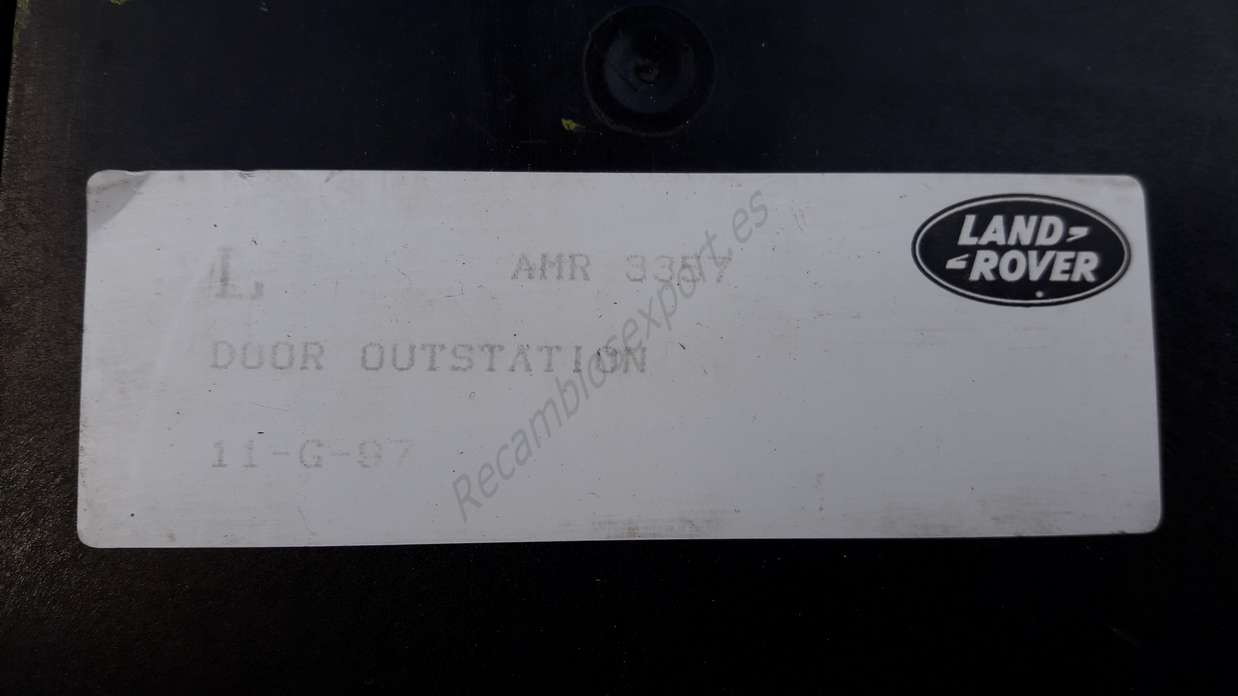 L AMR 3357
LAND
ROVER
DOOR OUTSTATION
11-G-97
Recambiosexport.es